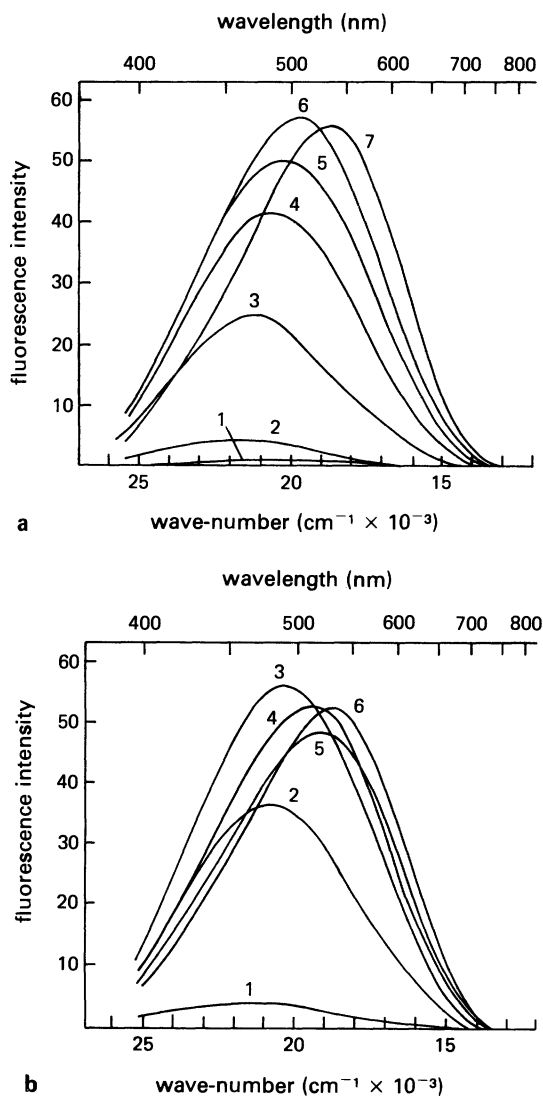 wavelength (nm)
400 500 600 700 800
60
50
40
30
20
10
fluorescence intensity
1 2 3 4 5 6 7
25 20 15
a
wave-number (cm⁻¹ × 10⁻³)
wavelength (nm)
400 500 600 700 800
60
50
40
30
20
10
fluorescence intensity
1 2 3 4 5 6
25 20 15
b
wave-number (cm⁻¹ × 10⁻³)